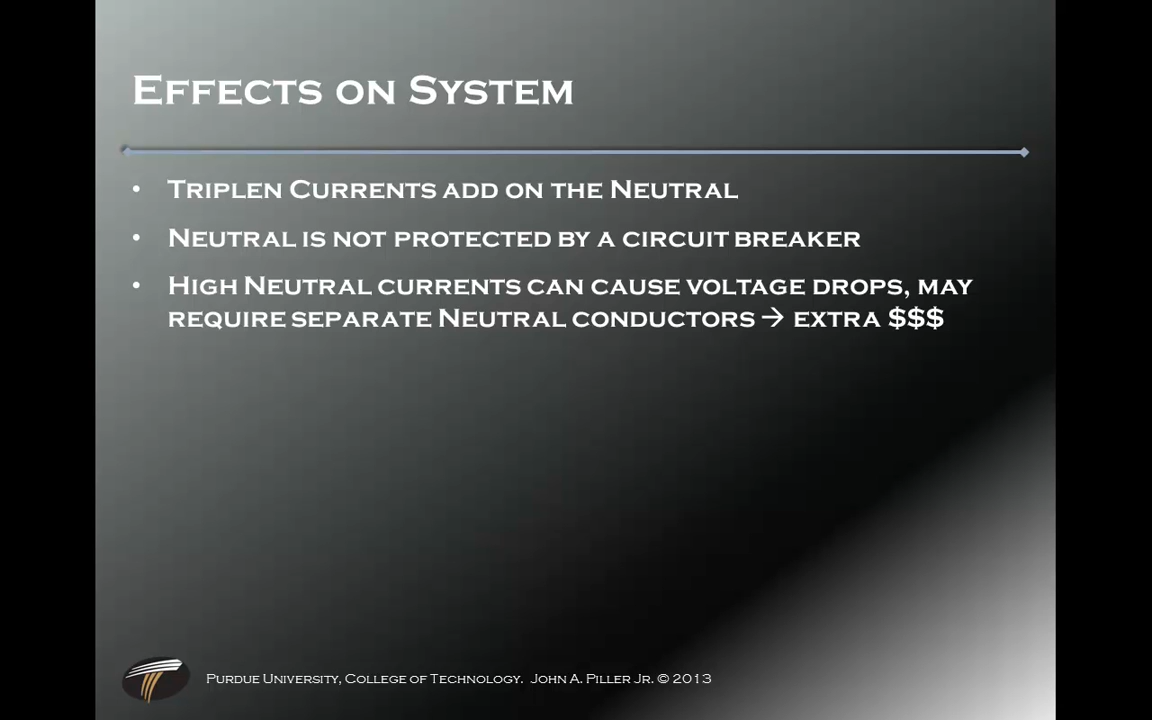 Effects on System
• Triplen Currents add on the Neutral
• Neutral is not protected by a circuit breaker
• High Neutral currents can cause voltage drops, may
require separate Neutral conductors → extra $$$
Purdue University, College of Technology. John A. Piller Jr. © 2013